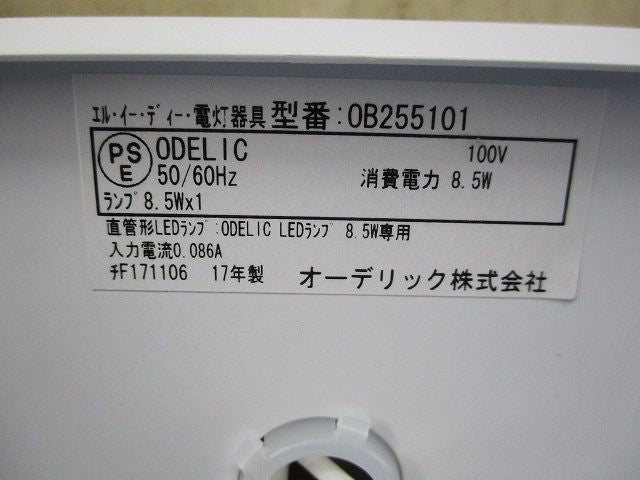 ｴﾙ･ｲｰ･ﾃﾞｨｰ･電灯器具 型番:OB255101
PS
E
ODELIC 100V
50/60Hz 消費電力 8.5W
ﾗﾝﾌﾟ 8.5Wx1
直管形LEDﾗﾝﾌﾟ:ODELIC LEDﾗﾝﾌﾟ 8.5W専用
入力電流0.086A
ﾁF171106 17年製 オーデリック株式会社